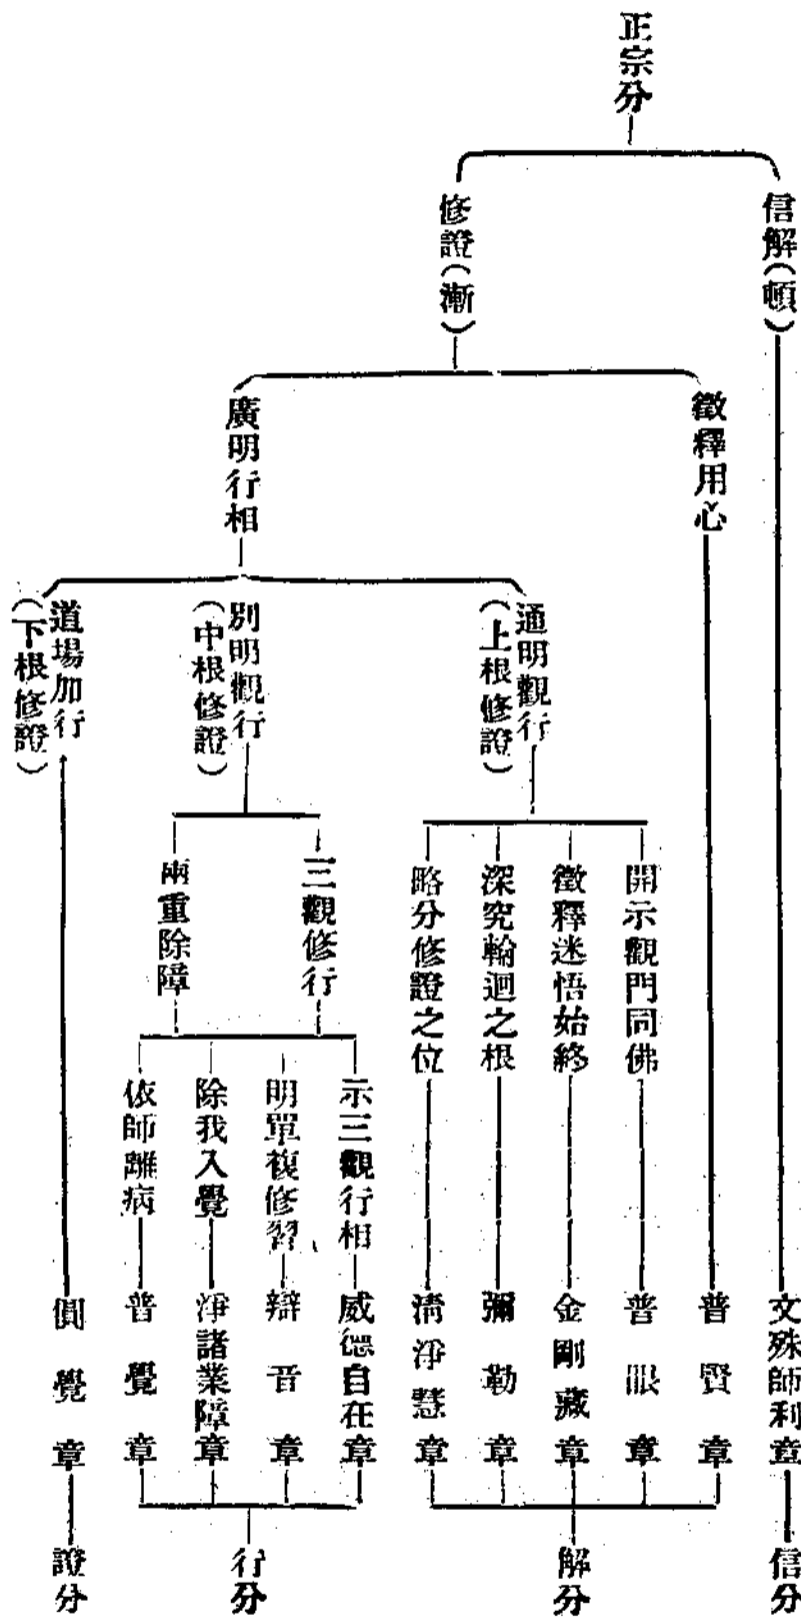 正宗分
信解(頓)
修證(漸)
徵釋用心
廣明行相
通明觀行
(上根修證)
別明觀行
(中根修證)
道場加行
(下根修證)
開示觀門同佛
徵釋迷悟始終
深究輪迴之根
略分修證之位
三觀修行
兩重除障
示三觀行相
明單複修習
除我入覺
依師離病
文殊師利章
普賢章
普眼章
金剛藏章
彌勒章
清淨慧章
威德自在章
辯音章
淨諸業障章
普覺章
圓覺章
信分
解分
行分
證分